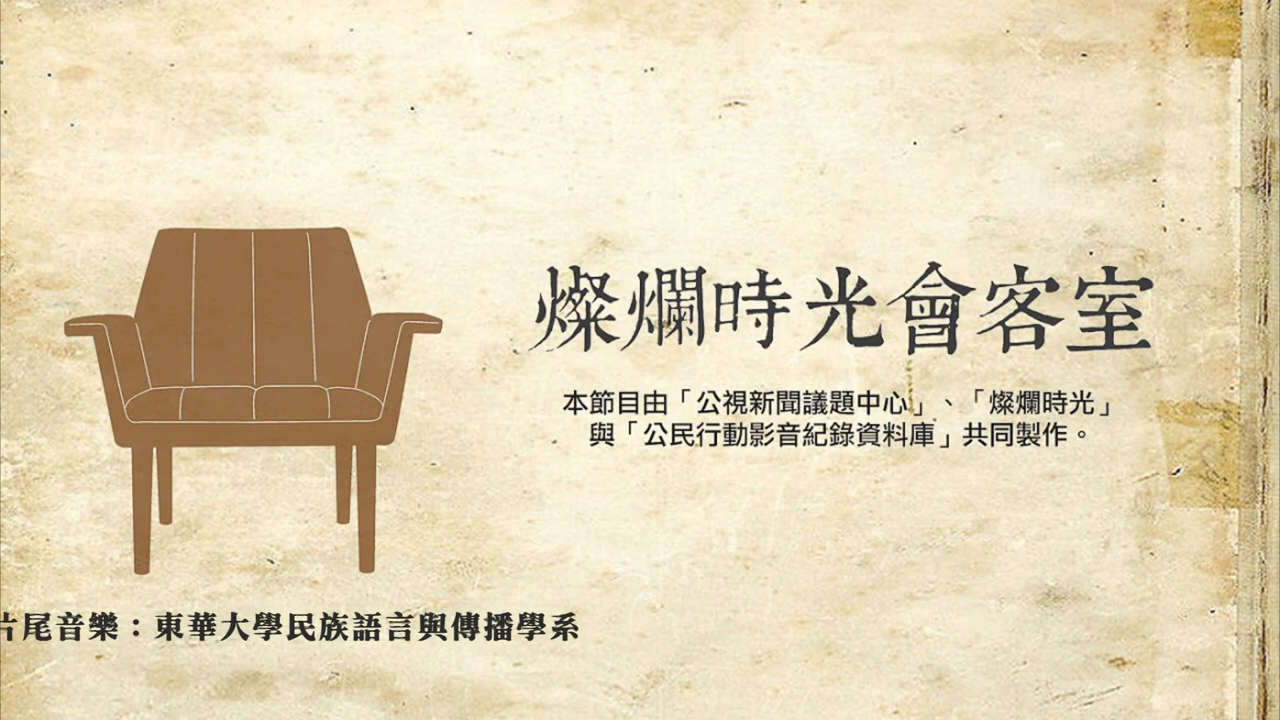 燦爛時光會客室
本節目由「公視新聞議題中心」、「燦爛時光」
與「公民行動影音紀錄資料庫」共同製作。
片尾音樂：東華大學民族語言與傳播學系